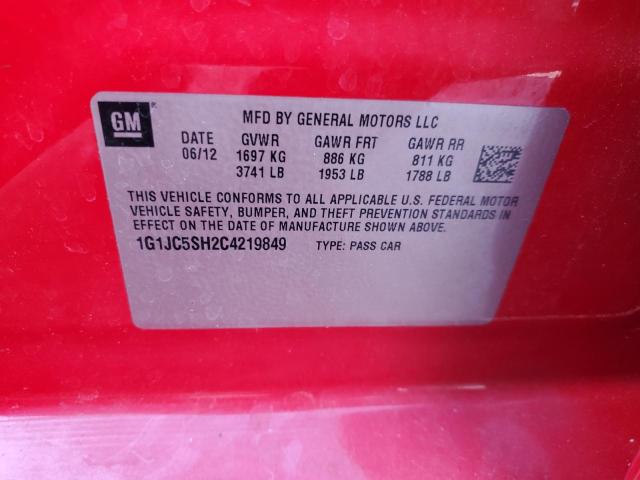 GM ®
MFD BY GENERAL MOTORS LLC
DATE GVWR GAWR FRT GAWR RR
06/12 1697 KG 886 KG 811 KG
3741 LB 1953 LB 1788 LB
THIS VEHICLE CONFORMS TO ALL APPLICABLE U.S. FEDERAL MOTOR
VEHICLE SAFETY, BUMPER, AND THEFT PREVENTION STANDARDS IN
EFFECT ON THE DATE OF MANUFACTURE SHOWN ABOVE.
1G1JC5SH2C4219849 TYPE: PASS CAR